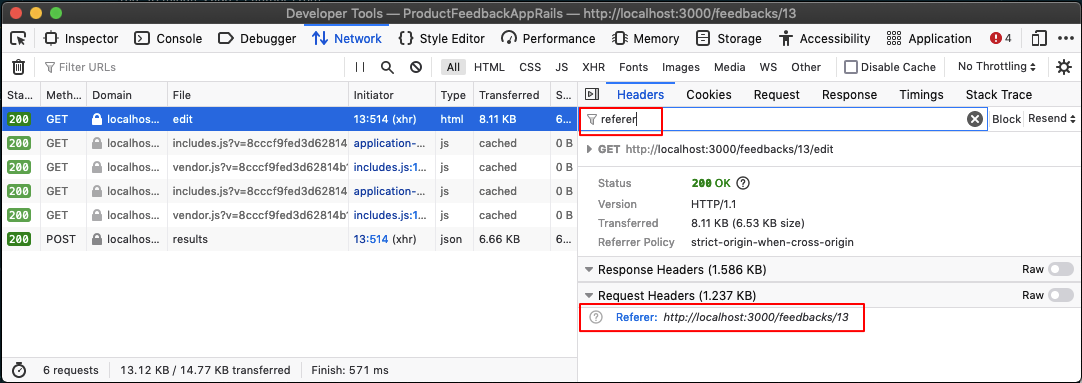 Developer Tools — ProductFeedbackAppRails — http://localhost:3000/feedbacks/13
Inspector Console Debugger Network Style Editor Performance Memory Storage Accessibility Application 4
Filter URLs All HTML CSS JS XHR Fonts Images Media WS Other Disable Cache No Throttling
Sta... Meth... Domain File Initiator Type Transferred S...
200 GET localhos... edit 13:514 (xhr) html 8.11 KB 6...
200 GET localhos... includes.js?v=8cccf9fed3d62814 application-... js cached 0 B
200 GET localhos... vendor.js?v=8cccf9fed3d62814b1 includes.js:1... js cached 0 B
200 GET localhos... includes.js?v=8cccf9fed3d62814 application-... js cached 0 B
200 GET localhos... vendor.js?v=8cccf9fed3d62814b1 includes.js:1... js cached 0 B
200 POST localhos... results 13:514 (xhr) json 6.66 KB 6...
6 requests 13.12 KB / 14.77 KB transferred Finish: 571 ms
Headers Cookies Request Response Timings Stack Trace
referer Block Resend
GET http://localhost:3000/feedbacks/13/edit
Status 200 OK
Version HTTP/1.1
Transferred 8.11 KB (6.53 KB size)
Referrer Policy strict-origin-when-cross-origin
Response Headers (1.586 KB) Raw
Request Headers (1.237 KB) Raw
Referer: http://localhost:3000/feedbacks/13